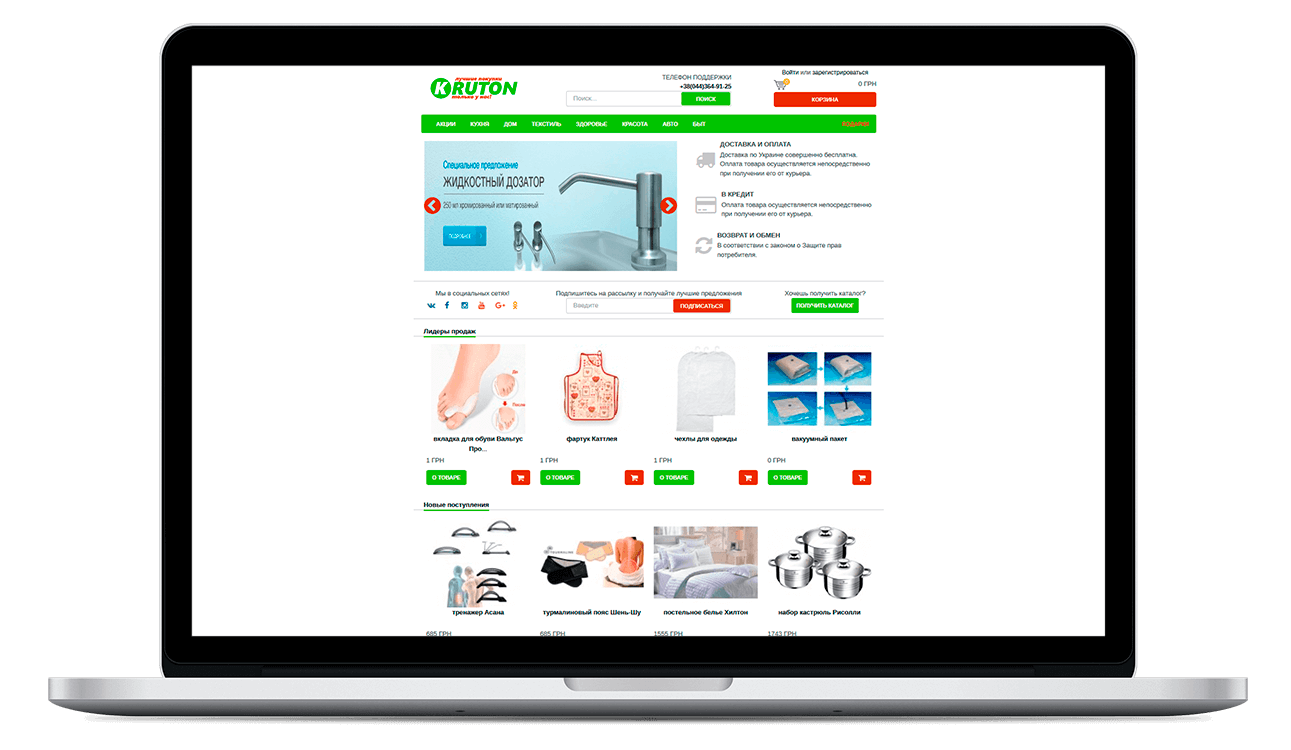 лучшие покупки
KRUTON
только у нас!
ТЕЛЕФОН ПОДДЕРЖКИ
+38(044)364-91-25
Поиск...
ПОИСК
Войти или зарегистрироваться
0 ГРН
КОРЗИНА
АКЦИИ КУХНЯ ДОМ ТЕКСТИЛЬ ЗДОРОВЬЕ КРАСОТА АВТО БЫТ
Специальное предложение
ЖИДКОСТНЫЙ ДОЗАТОР
250 мл хромированный или матированный
ПОДРОБНЕЕ
ДОСТАВКА И ОПЛАТА
Доставка по Украине совершенно бесплатна.
Оплата товара осуществляется непосредственно
при получении его от курьера.
В КРЕДИТ
Оплата товара осуществляется непосредственно
при получении его от курьера.
ВОЗВРАТ И ОБМЕН
В соответствии с законом о Защите прав
потребителя.
Мы в социальных сетях!
Подпишитесь на рассылку и получайте лучшие предложения
Введите
ПОДПИСАТЬСЯ
Хочешь получить каталог?
ПОЛУЧИТЬ КАТАЛОГ
Лидеры продаж
До
После
вкладка для обуви Вальгус
Про...
1 ГРН
О ТОВАРЕ
фартук Каттлея
1 ГРН
О ТОВАРЕ
чехлы для одежды
1 ГРН
О ТОВАРЕ
вакуумный пакет
0 ГРН
О ТОВАРЕ
Новые поступления
тренажер Асана
685 ГРН
турмалиновый пояс Шень-Шу
685 ГРН
постельное белье Хилтон
1555 ГРН
набор кастрюль Рисолли
1743 ГРН